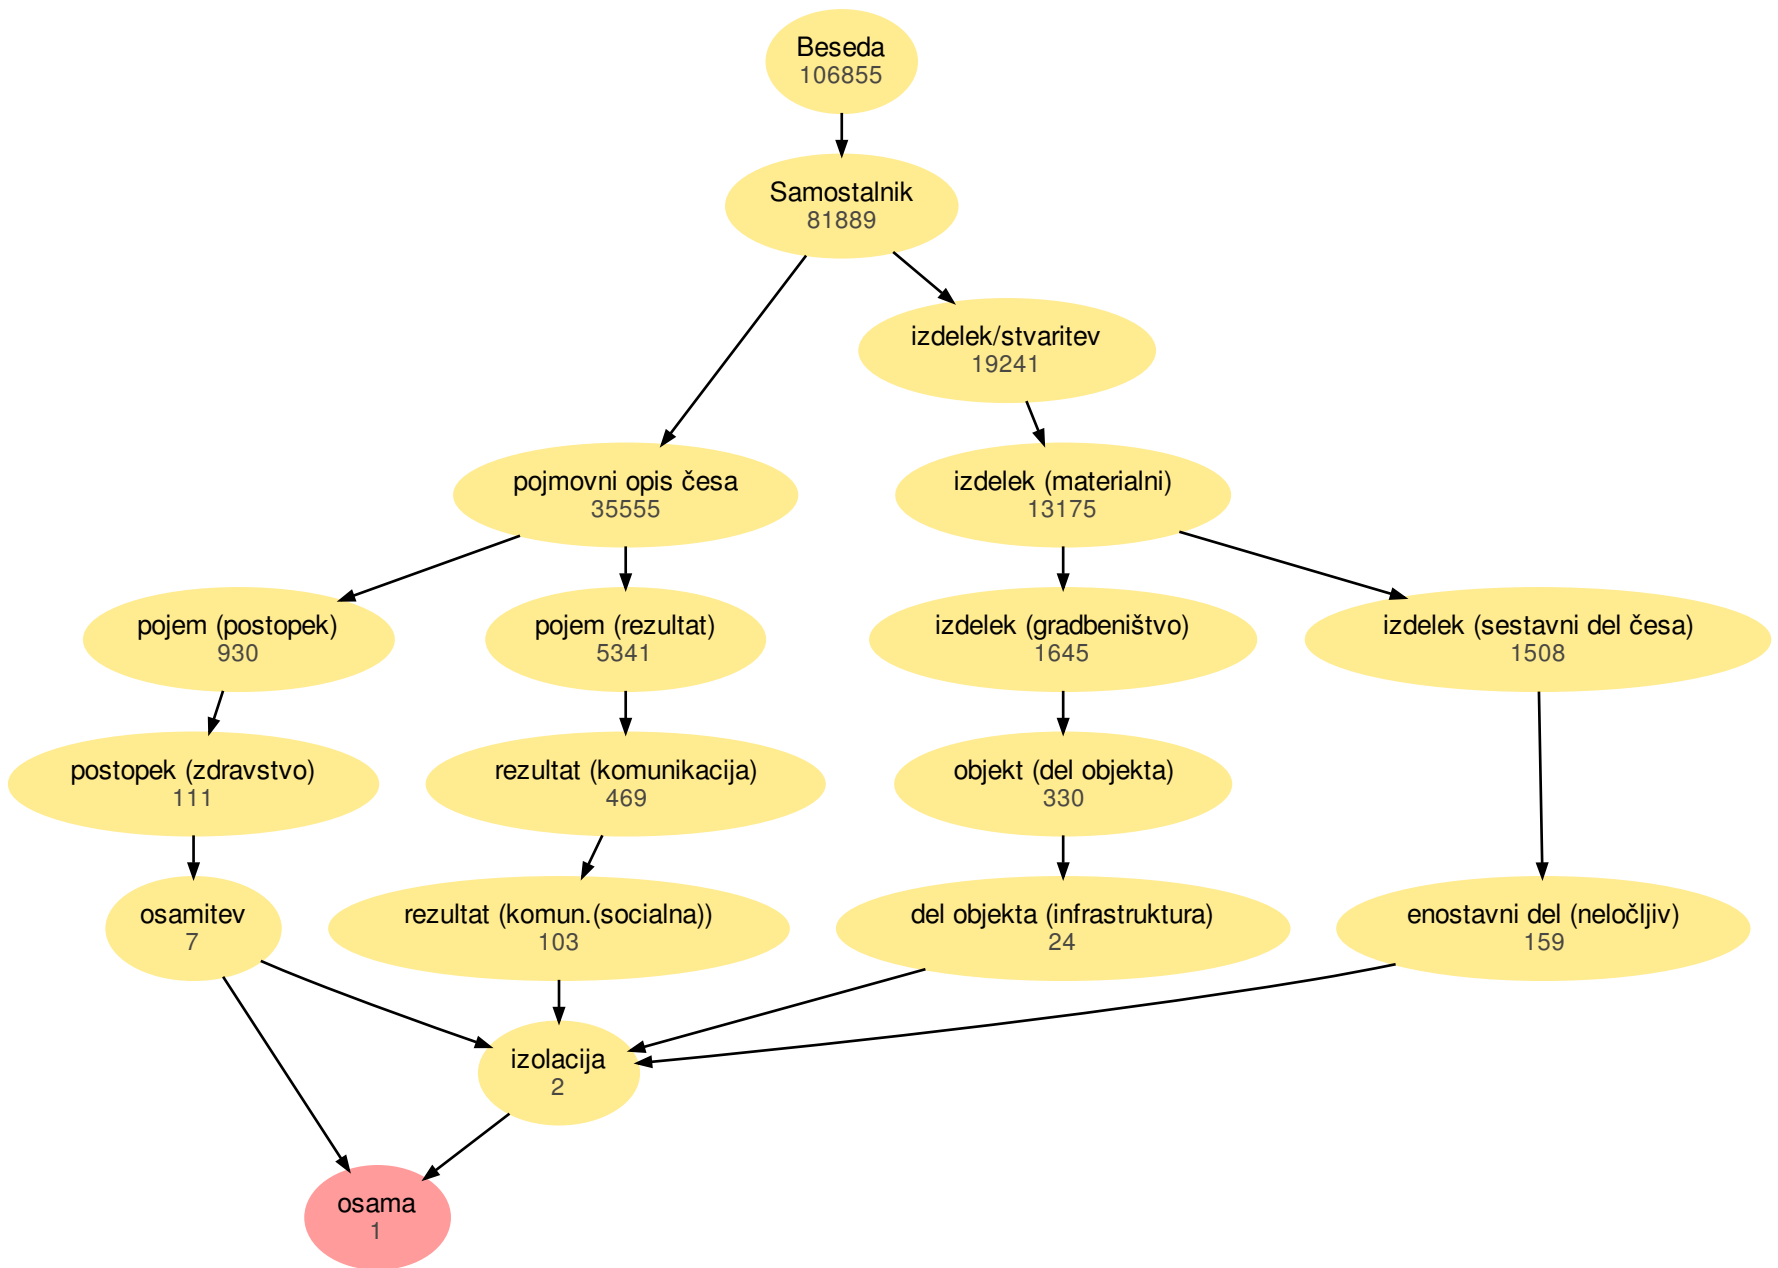 Beseda
106855
Samostalnik
81889
izdelek/stvaritev
19241
pojmovni opis česa
35555
izdelek (materialni)
13175
pojem (postopek)
930
pojem (rezultat)
5341
izdelek (gradbeništvo)
1645
izdelek (sestavni del česa)
1508
postopek (zdravstvo)
111
rezultat (komunikacija)
469
objekt (del objekta)
330
osamitev
7
rezultat (komun.(socialna))
103
del objekta (infrastruktura)
24
enostavni del (neločljiv)
159
izolacija
2
osama
1